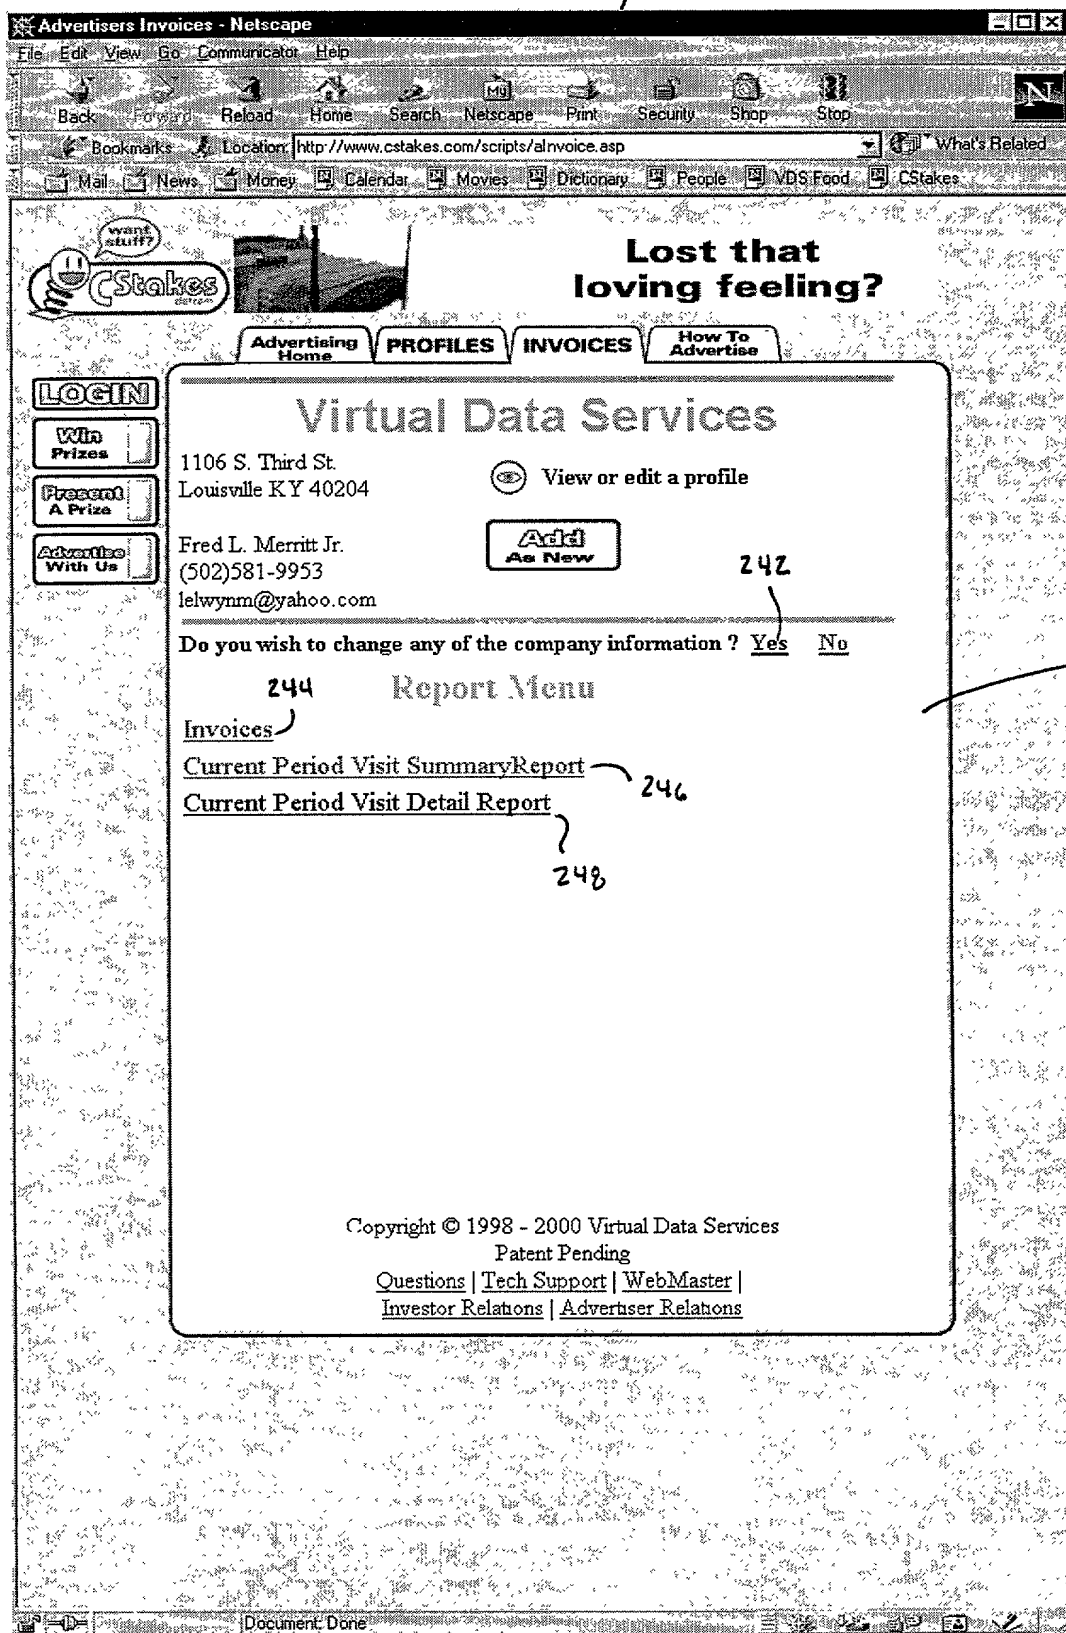 Advertisers Invoices - Netscape
File Edit View Go Communicator Help
Back Forward Reload Home Search Netscape Print Security Shop Stop
N
Bookmarks Location: http://www.cstakes.com/scripts/aInvoice.asp What's Related
Mail News Money Calendar Movies Dictionary People VDS Food CStakes
want
stuff?
CStakes
Lost that
loving feeling?
Advertising
Home
PROFILES
INVOICES
How To
Advertise
LOGIN
Win
Prizes
Present
A Prize
Advertise
With Us
Virtual Data Services
1106 S. Third St.
Louisville KY 40204
View or edit a profile
Fred L. Merritt Jr.
(502)581-9953
lelwynm@yahoo.com
Add
As New
242
Do you wish to change any of the company information ? Yes No
244
Report Menu
Invoices
Current Period Visit SummaryReport
246
Current Period Visit Detail Report
248
Copyright © 1998 - 2000 Virtual Data Services
Patent Pending
Questions | Tech Support | WebMaster |
Investor Relations | Advertiser Relations
Document: Done